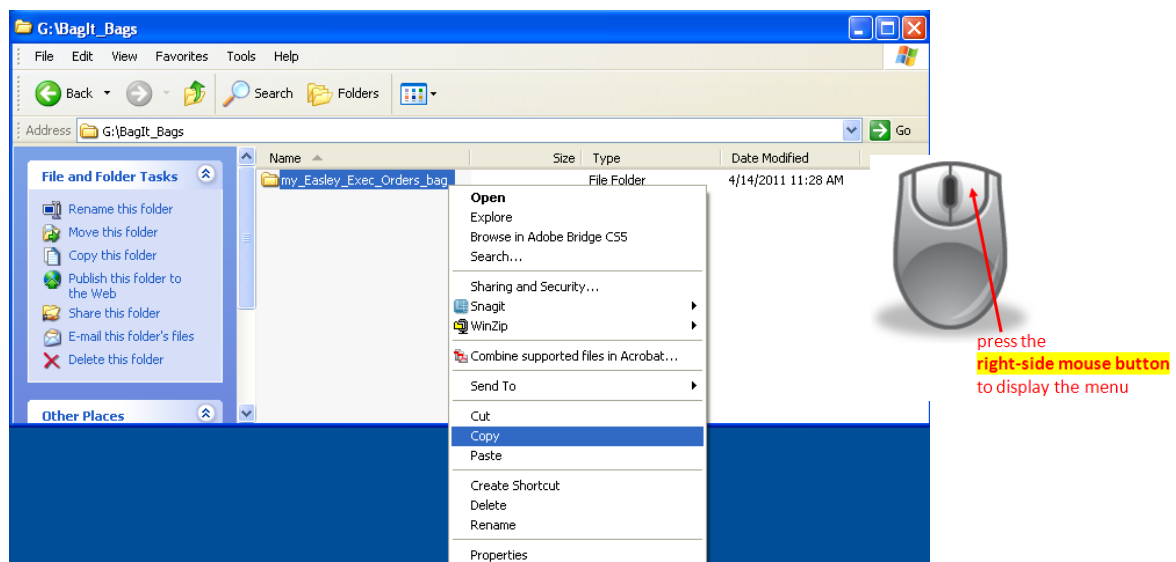 G:\BagIt_Bags
File Edit View Favorites Tools Help
Back Search Folders
Address G:\BagIt_Bags Go
Name Size Type Date Modified
File and Folder Tasks
my_Easley_Exec_Orders_bag File Folder 4/14/2011 11:28 AM
Rename this folder
Move this folder
Copy this folder
Publish this folder to
the Web
Share this folder
E-mail this folder's files
Delete this folder
Other Places
Open
Explore
Browse in Adobe Bridge CS5
Search...
Sharing and Security...
Snagit
WinZip
Combine supported files in Acrobat...
Send To
Cut
Copy
Paste
Create Shortcut
Delete
Rename
Properties
press the
right-side mouse button
to display the menu